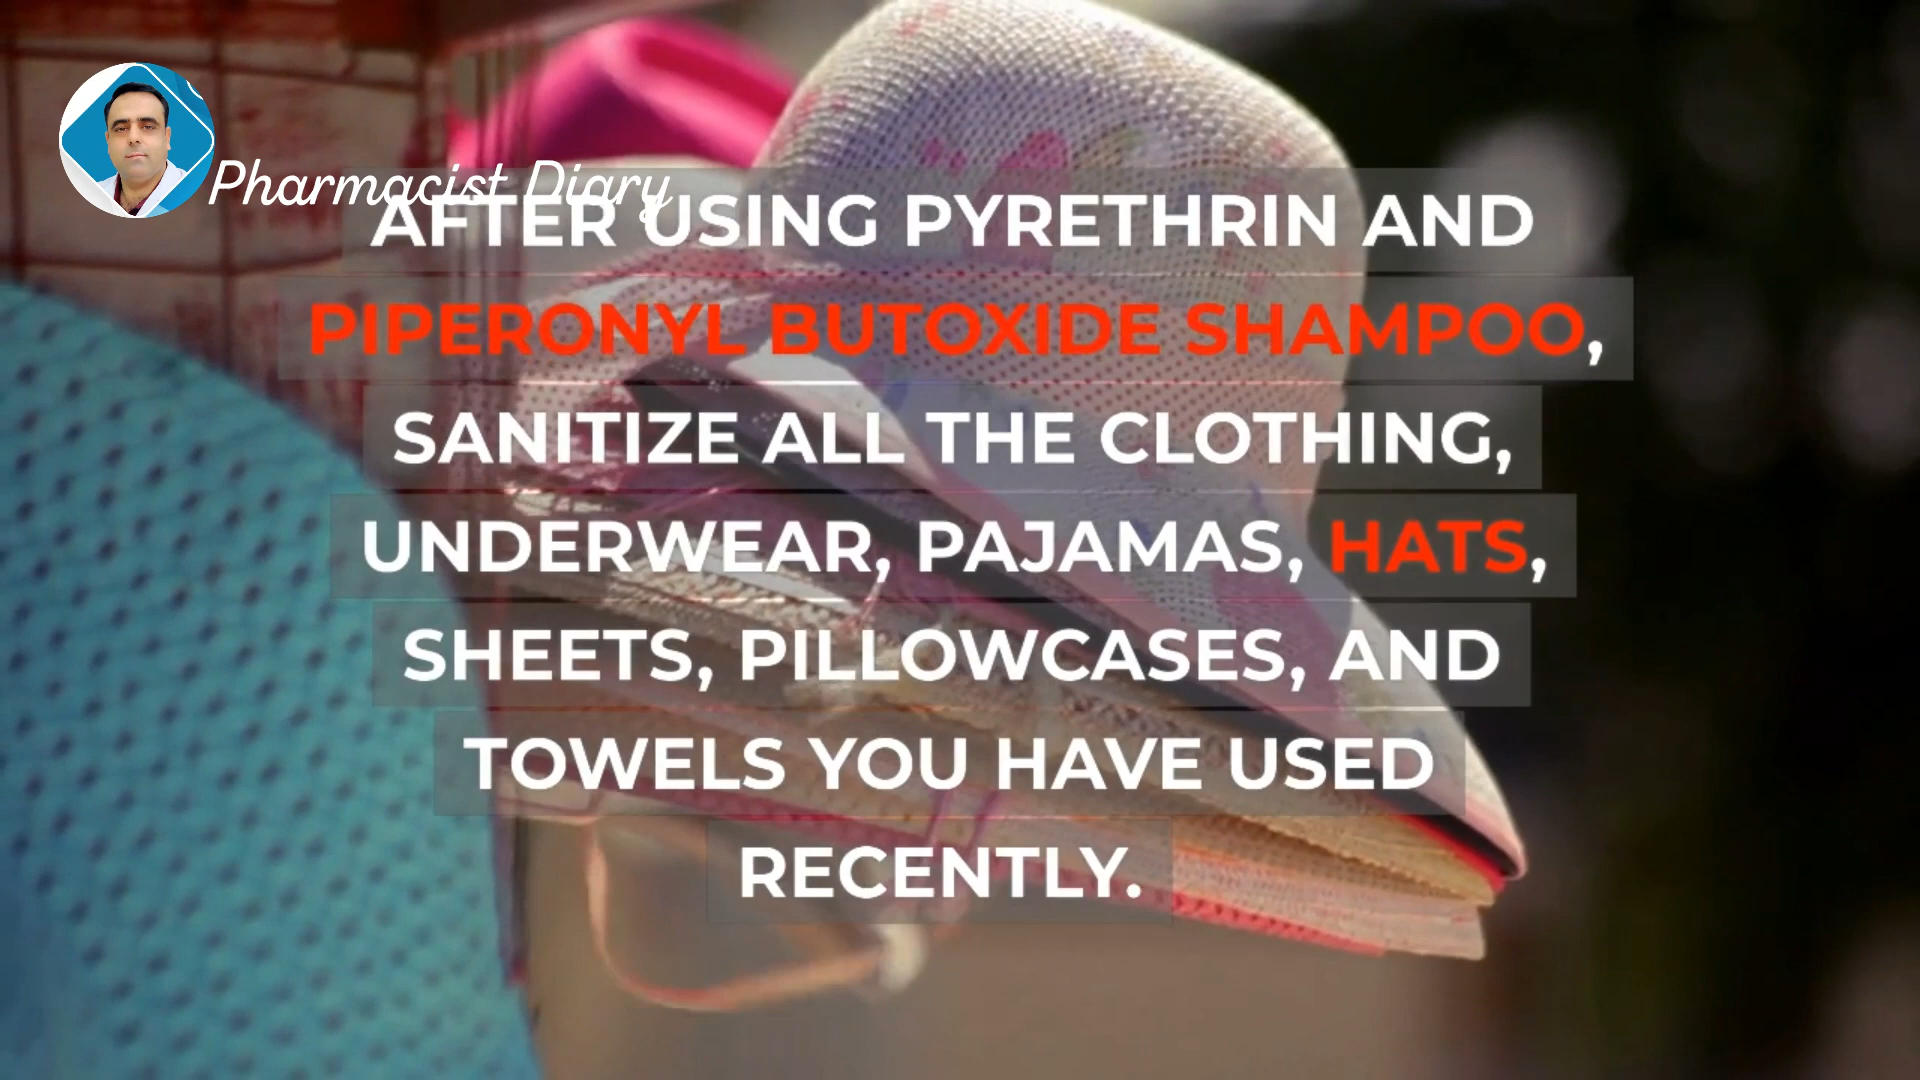 Pharmacist Diary
AFTER USING PYRETHRIN AND
PIPERONYL BUTOXIDE SHAMPOO,
SANITIZE ALL THE CLOTHING,
UNDERWEAR, PAJAMAS, HATS,
SHEETS, PILLOWCASES, AND
TOWELS YOU HAVE USED
RECENTLY.